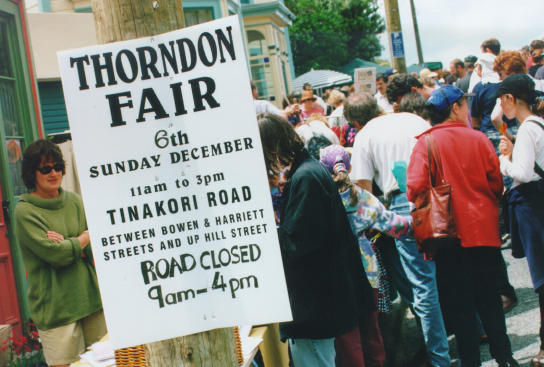 THORNDON
FAIR
6th
SUNDAY DECEMBER
11am to 3pm
TINAKORI ROAD
BETWEEN BOWEN & HARRIETT
STREETS AND UP HILL STREET
ROAD CLOSED
9am-4pm